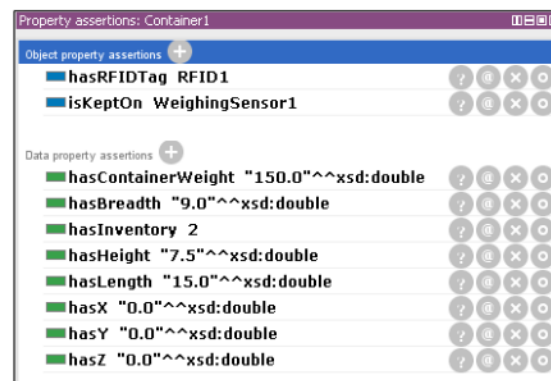 Property assertions: Container1
Object property assertions
hasRFIDTag RFID1
isKeptOn WeighingSensor1
Data property assertions
hasContainerWeight "150.0"^^xsd:double
hasBreadth "9.0"^^xsd:double
hasInventory 2
hasHeight "7.5"^^xsd:double
hasLength "15.0"^^xsd:double
hasX "0.0"^^xsd:double
hasY "0.0"^^xsd:double
hasZ "0.0"^^xsd:double